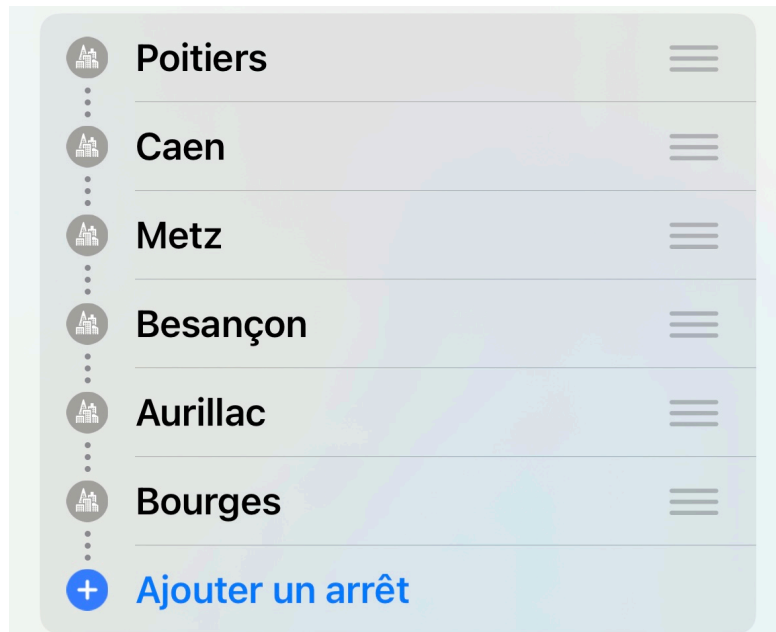 Poitiers
Caen
Metz
Besançon
Aurillac
Bourges
Ajouter un arrêt